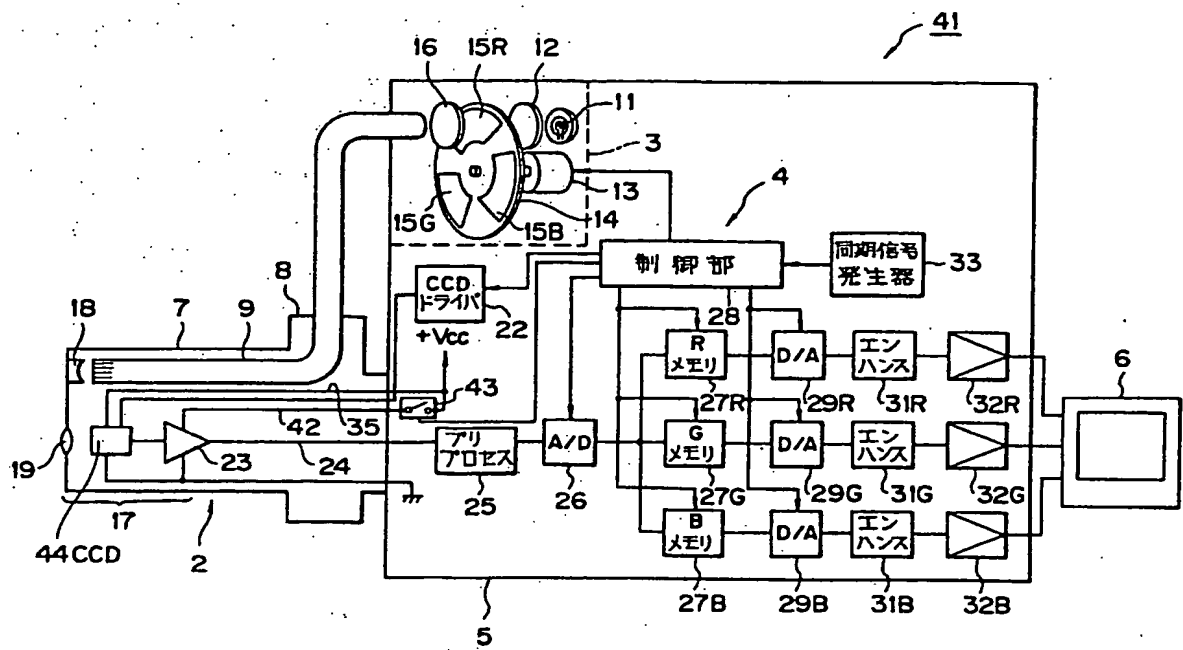 41
16
15R
12
11
3
13
14
15G
15B
4
制御部
28
同期信号
発生器
33
CCD
ドライバ
22
+Vcc
8
7
9
18
43
42
35
19
23
24
17
44CCD
2
プリ
プロセス
25
A/D
26
R
メモリ
27R
D/A
29R
エン
ハンス
31R
32R
G
メモリ
27G
D/A
29G
エン
ハンス
31G
32G
B
メモリ
27B
D/A
29B
エン
ハンス
31B
32B
6
5